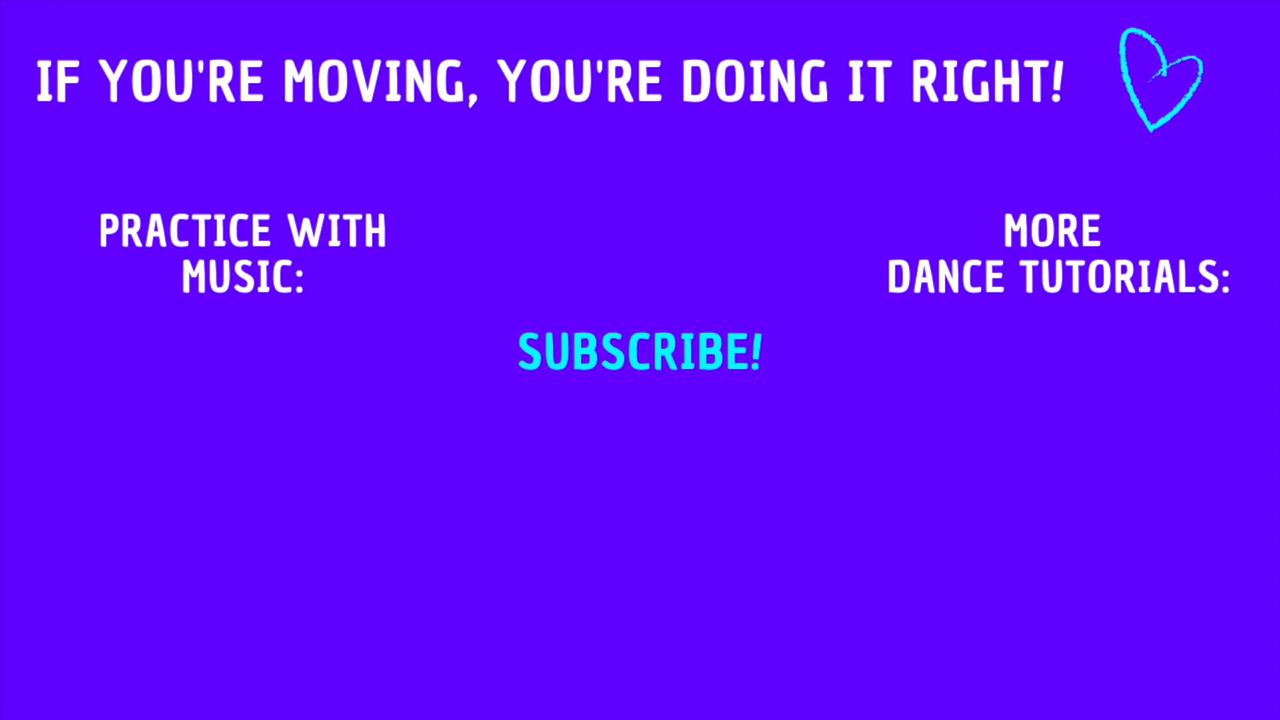 IF YOU'RE MOVING, YOU'RE DOING IT RIGHT!
PRACTICE WITH
MUSIC:
MORE
DANCE TUTORIALS:
SUBSCRIBE!